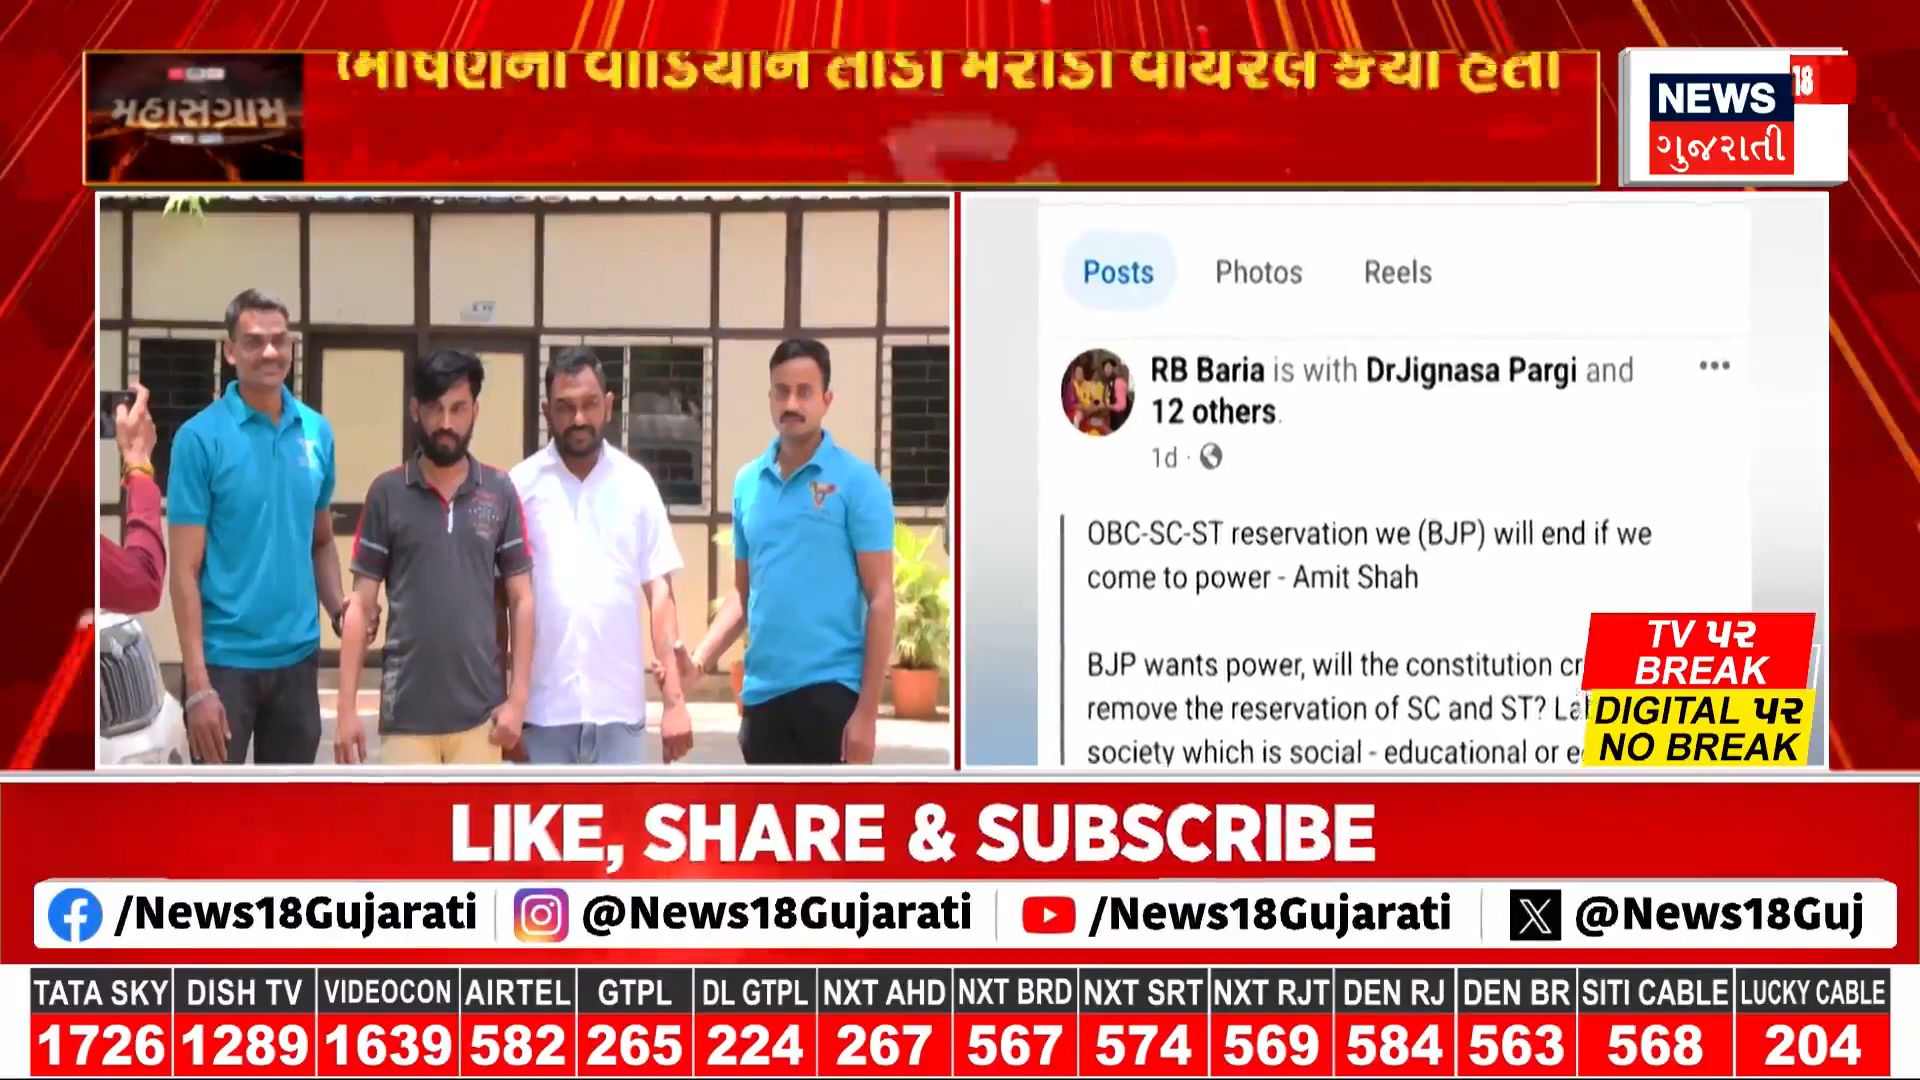 ભાષણના વીડિયોને તોડી મરોડી વાયરલ કર્યો હતો
મહાસંગ્રામ
NEWS 18
ગુજરાતી
Posts Photos Reels
RB Baria is with DrJignasa Pargi and
12 others.
1d
OBC-SC-ST reservation we (BJP) will end if we
come to power - Amit Shah
BJP wants power, will the constitution
remove the reservation of SC and ST?
society which is social - educational or
TV પર
BREAK
DIGITAL પર
NO BREAK
LIKE, SHARE & SUBSCRIBE
/News18Gujarati @News18Gujarati /News18Gujarati @News18Guj
TATA SKY DISH TV VIDEOCON AIRTEL GTPL DL GTPL NXT AHD NXT BRD NXT SRT NXT RJT DEN RJ DEN BR SITI CABLE LUCKY CABLE
1726 1289 1639 582 265 224 267 567 574 569 584 563 568 204